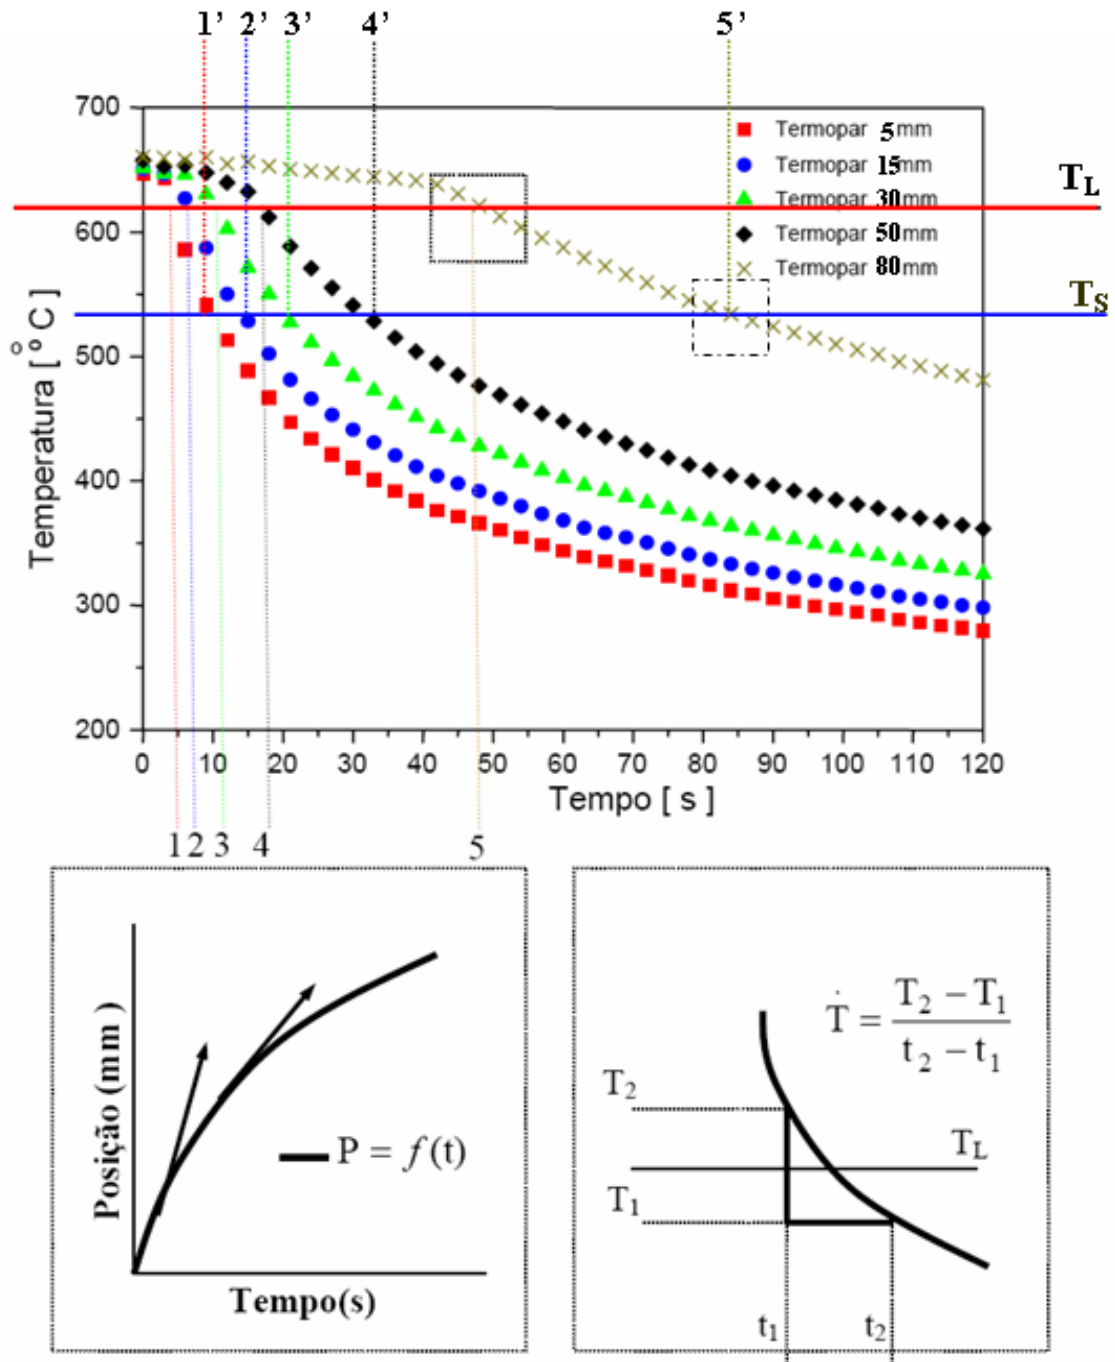 1’ 2’ 3’ 4’ 5’
700
600
500
400
300
200
Temperatura [ °C ]
Termopar 5mm
Termopar 15mm
Termopar 30mm
Termopar 50mm
Termopar 80mm
T_L
T_S
0 10 20 30 40 50 60 70 80 90 100 110 120
Tempo [ s ]
1 2 3 4 5
Posição (mm)
P = f(t)
Tempo(s)
Ṫ = (T₂ − T₁) / (t₂ − t₁)
T₂
T_L
T₁
t₁ t₂